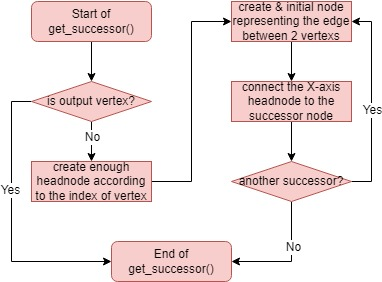 Start of
get_successor()
is output vertex?
No
create enough
headnode according
to the index of vertex
Yes
create & initial node
representing the edge
between 2 vertexs
connect the X-axis
headnode to the
successor node
Yes
another successor?
No
End of
get_successor()